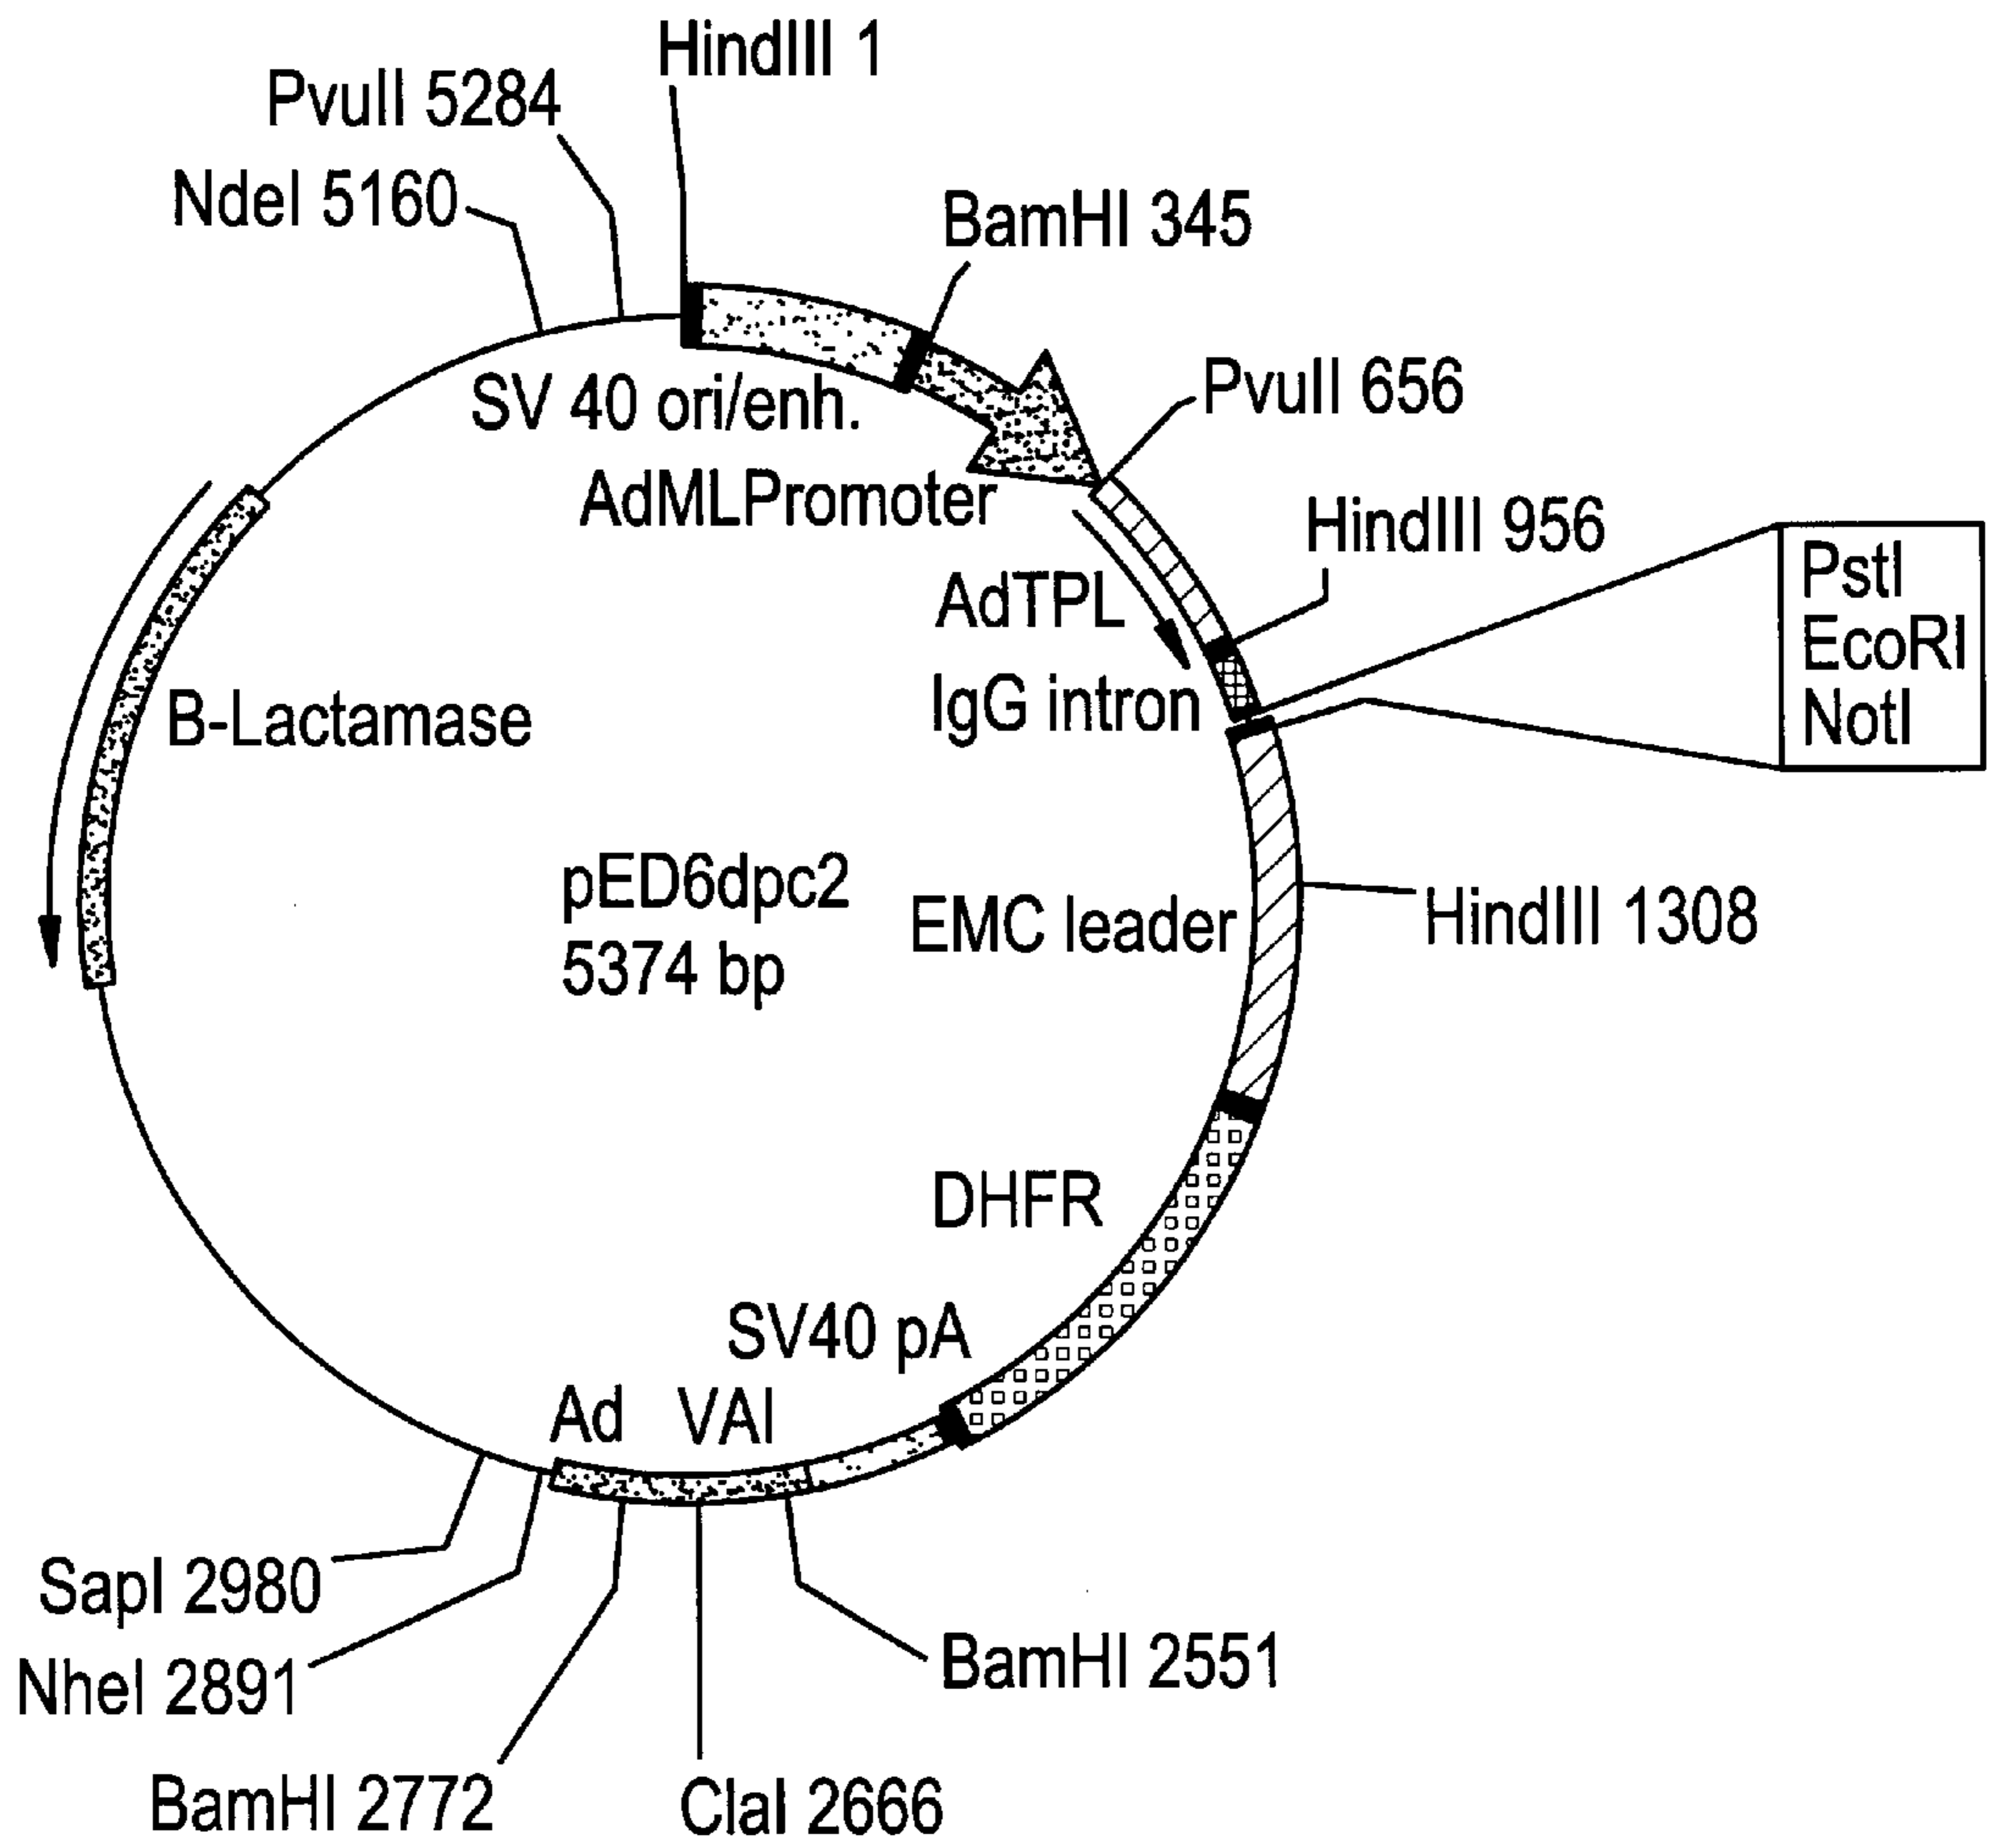 HindIII 1
PvuII 5284
NdeI 5160
BamHI 345
SV 40 ori/enh.
PvuII 656
AdMLPromoter
HindIII 956
PstI
EcoRI
NotI
AdTPL
IgG intron
B-Lactamase
pED6dpc2
5374 bp
EMC leader
HindIII 1308
DHFR
SV40 pA
Ad VAI
SapI 2980
NheI 2891
BamHI 2551
BamHI 2772
ClaI 2666